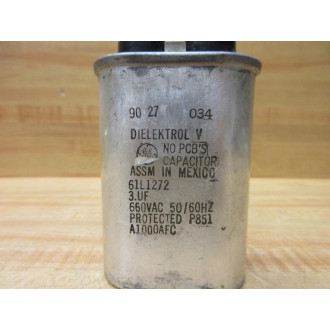 90 27 034
DIELEKTROL V
NO PCB'S
CAPACITOR
ASSM IN MEXICO
61L1272
3.UF
660VAC 50/60HZ
PROTECTED P851
A1000AFC